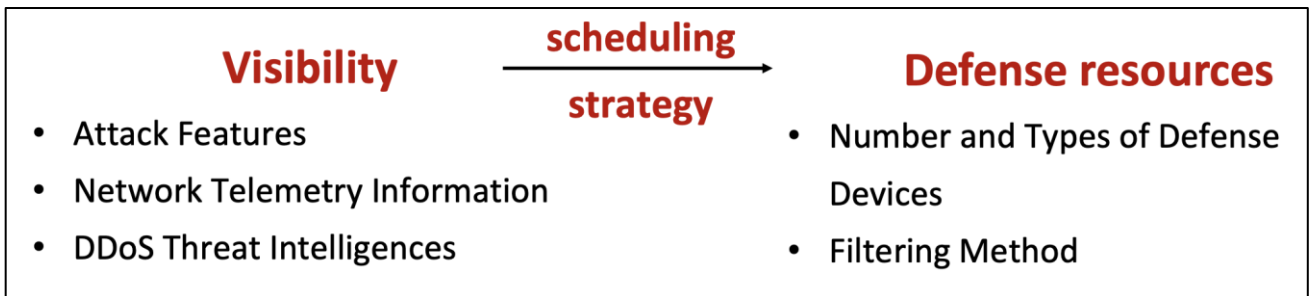 Visibility
scheduling
strategy
Defense resources
• Attack Features
• Network Telemetry Information
• DDoS Threat Intelligences
• Number and Types of Defense
Devices
• Filtering Method